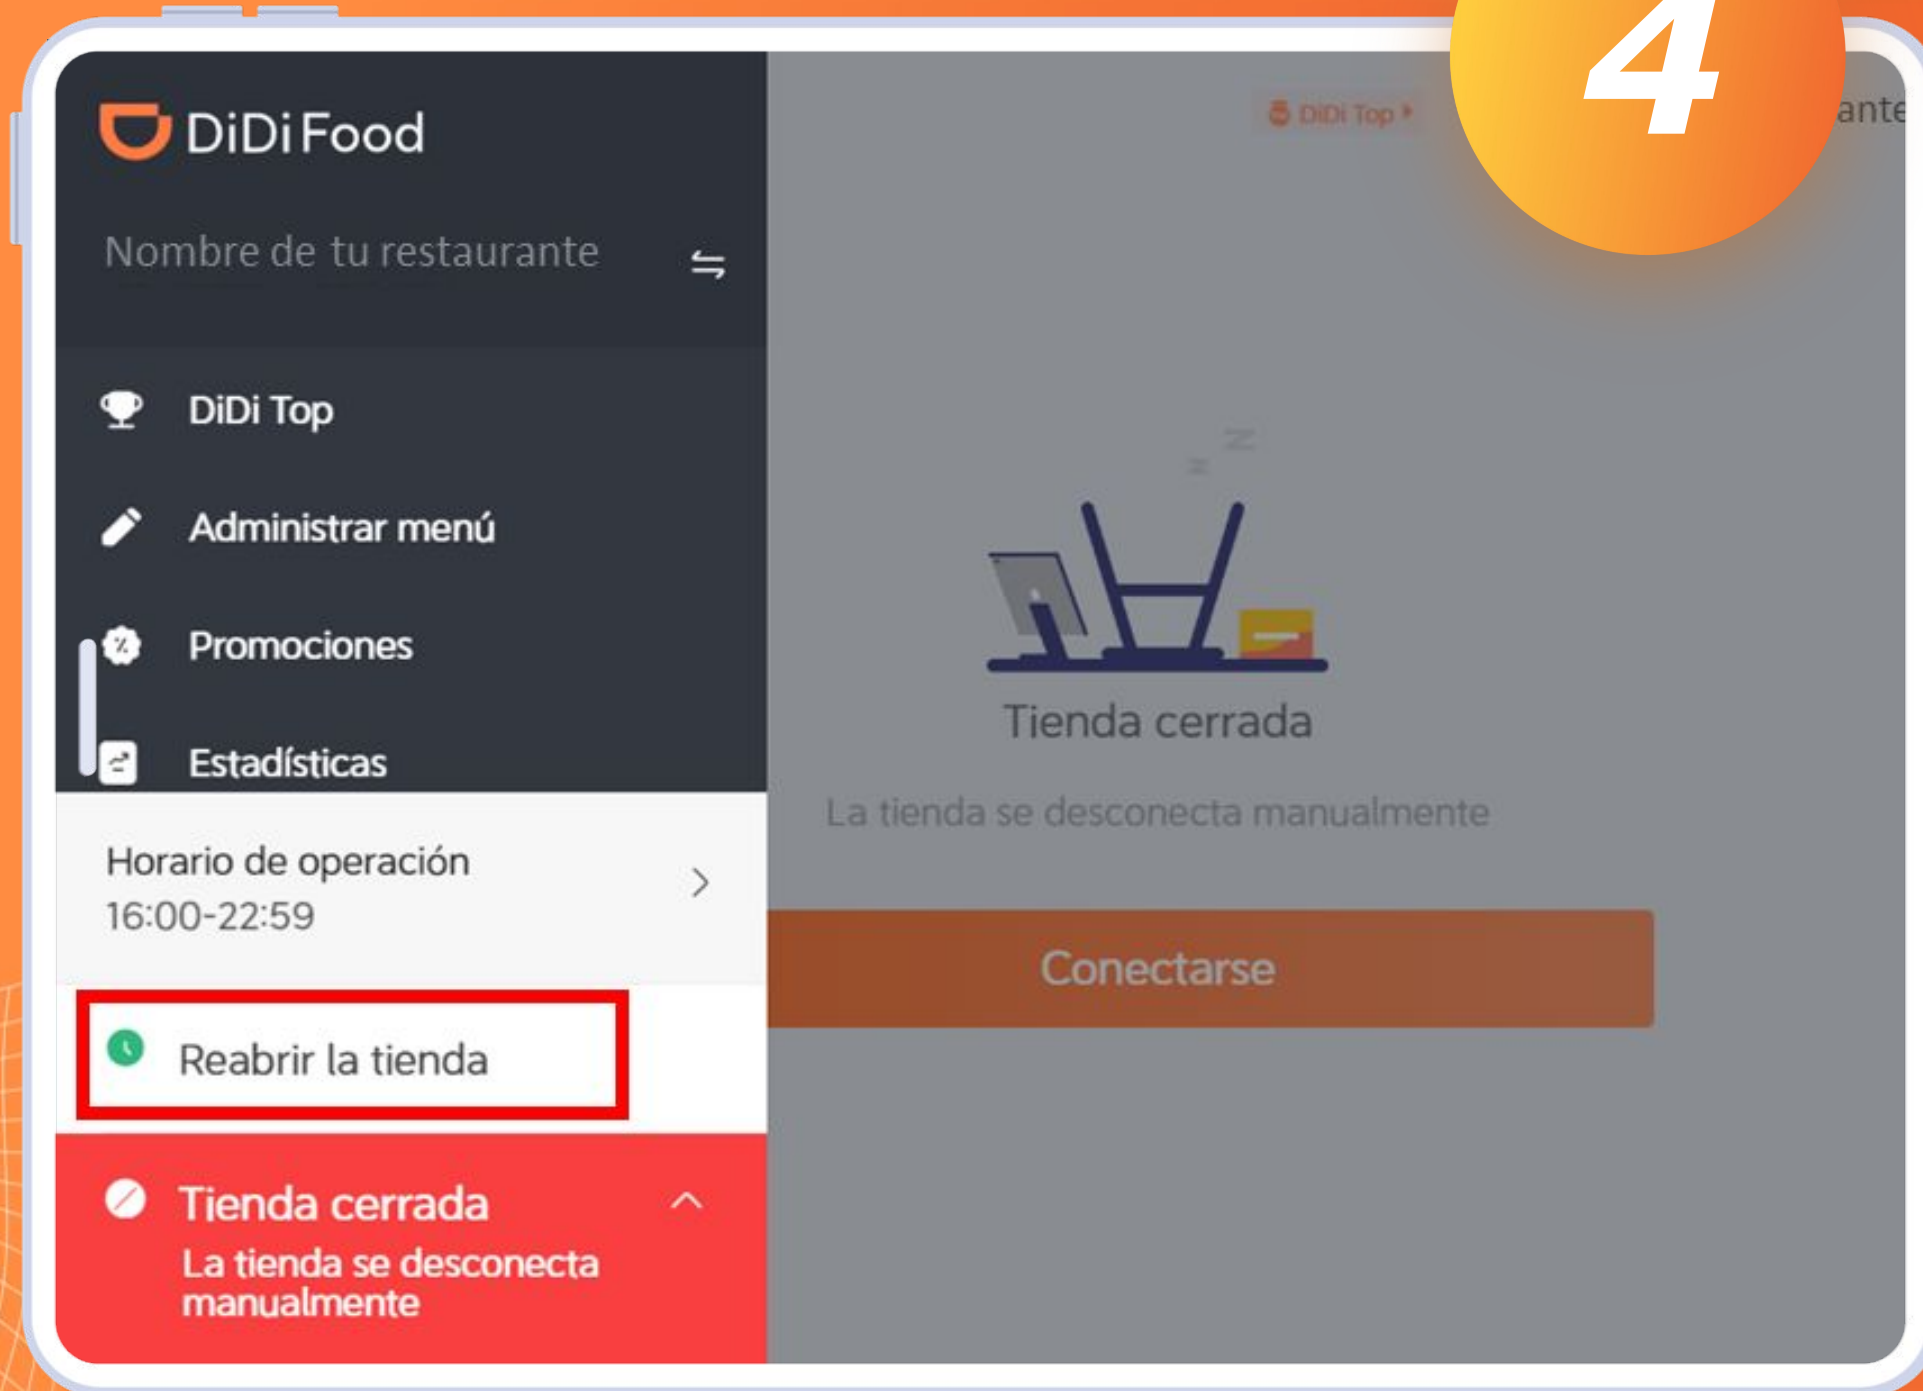 4
DiDi Food
DiDi Top
ante
Nombre de tu restaurante
DiDi Top
Administrar menú
Promociones
Estadísticas
Horario de operación
16:00-22:59
Reabrir la tienda
Tienda cerrada
La tienda se desconecta
manualmente
z
z
Tienda cerrada
La tienda se desconecta manualmente
Conectarse